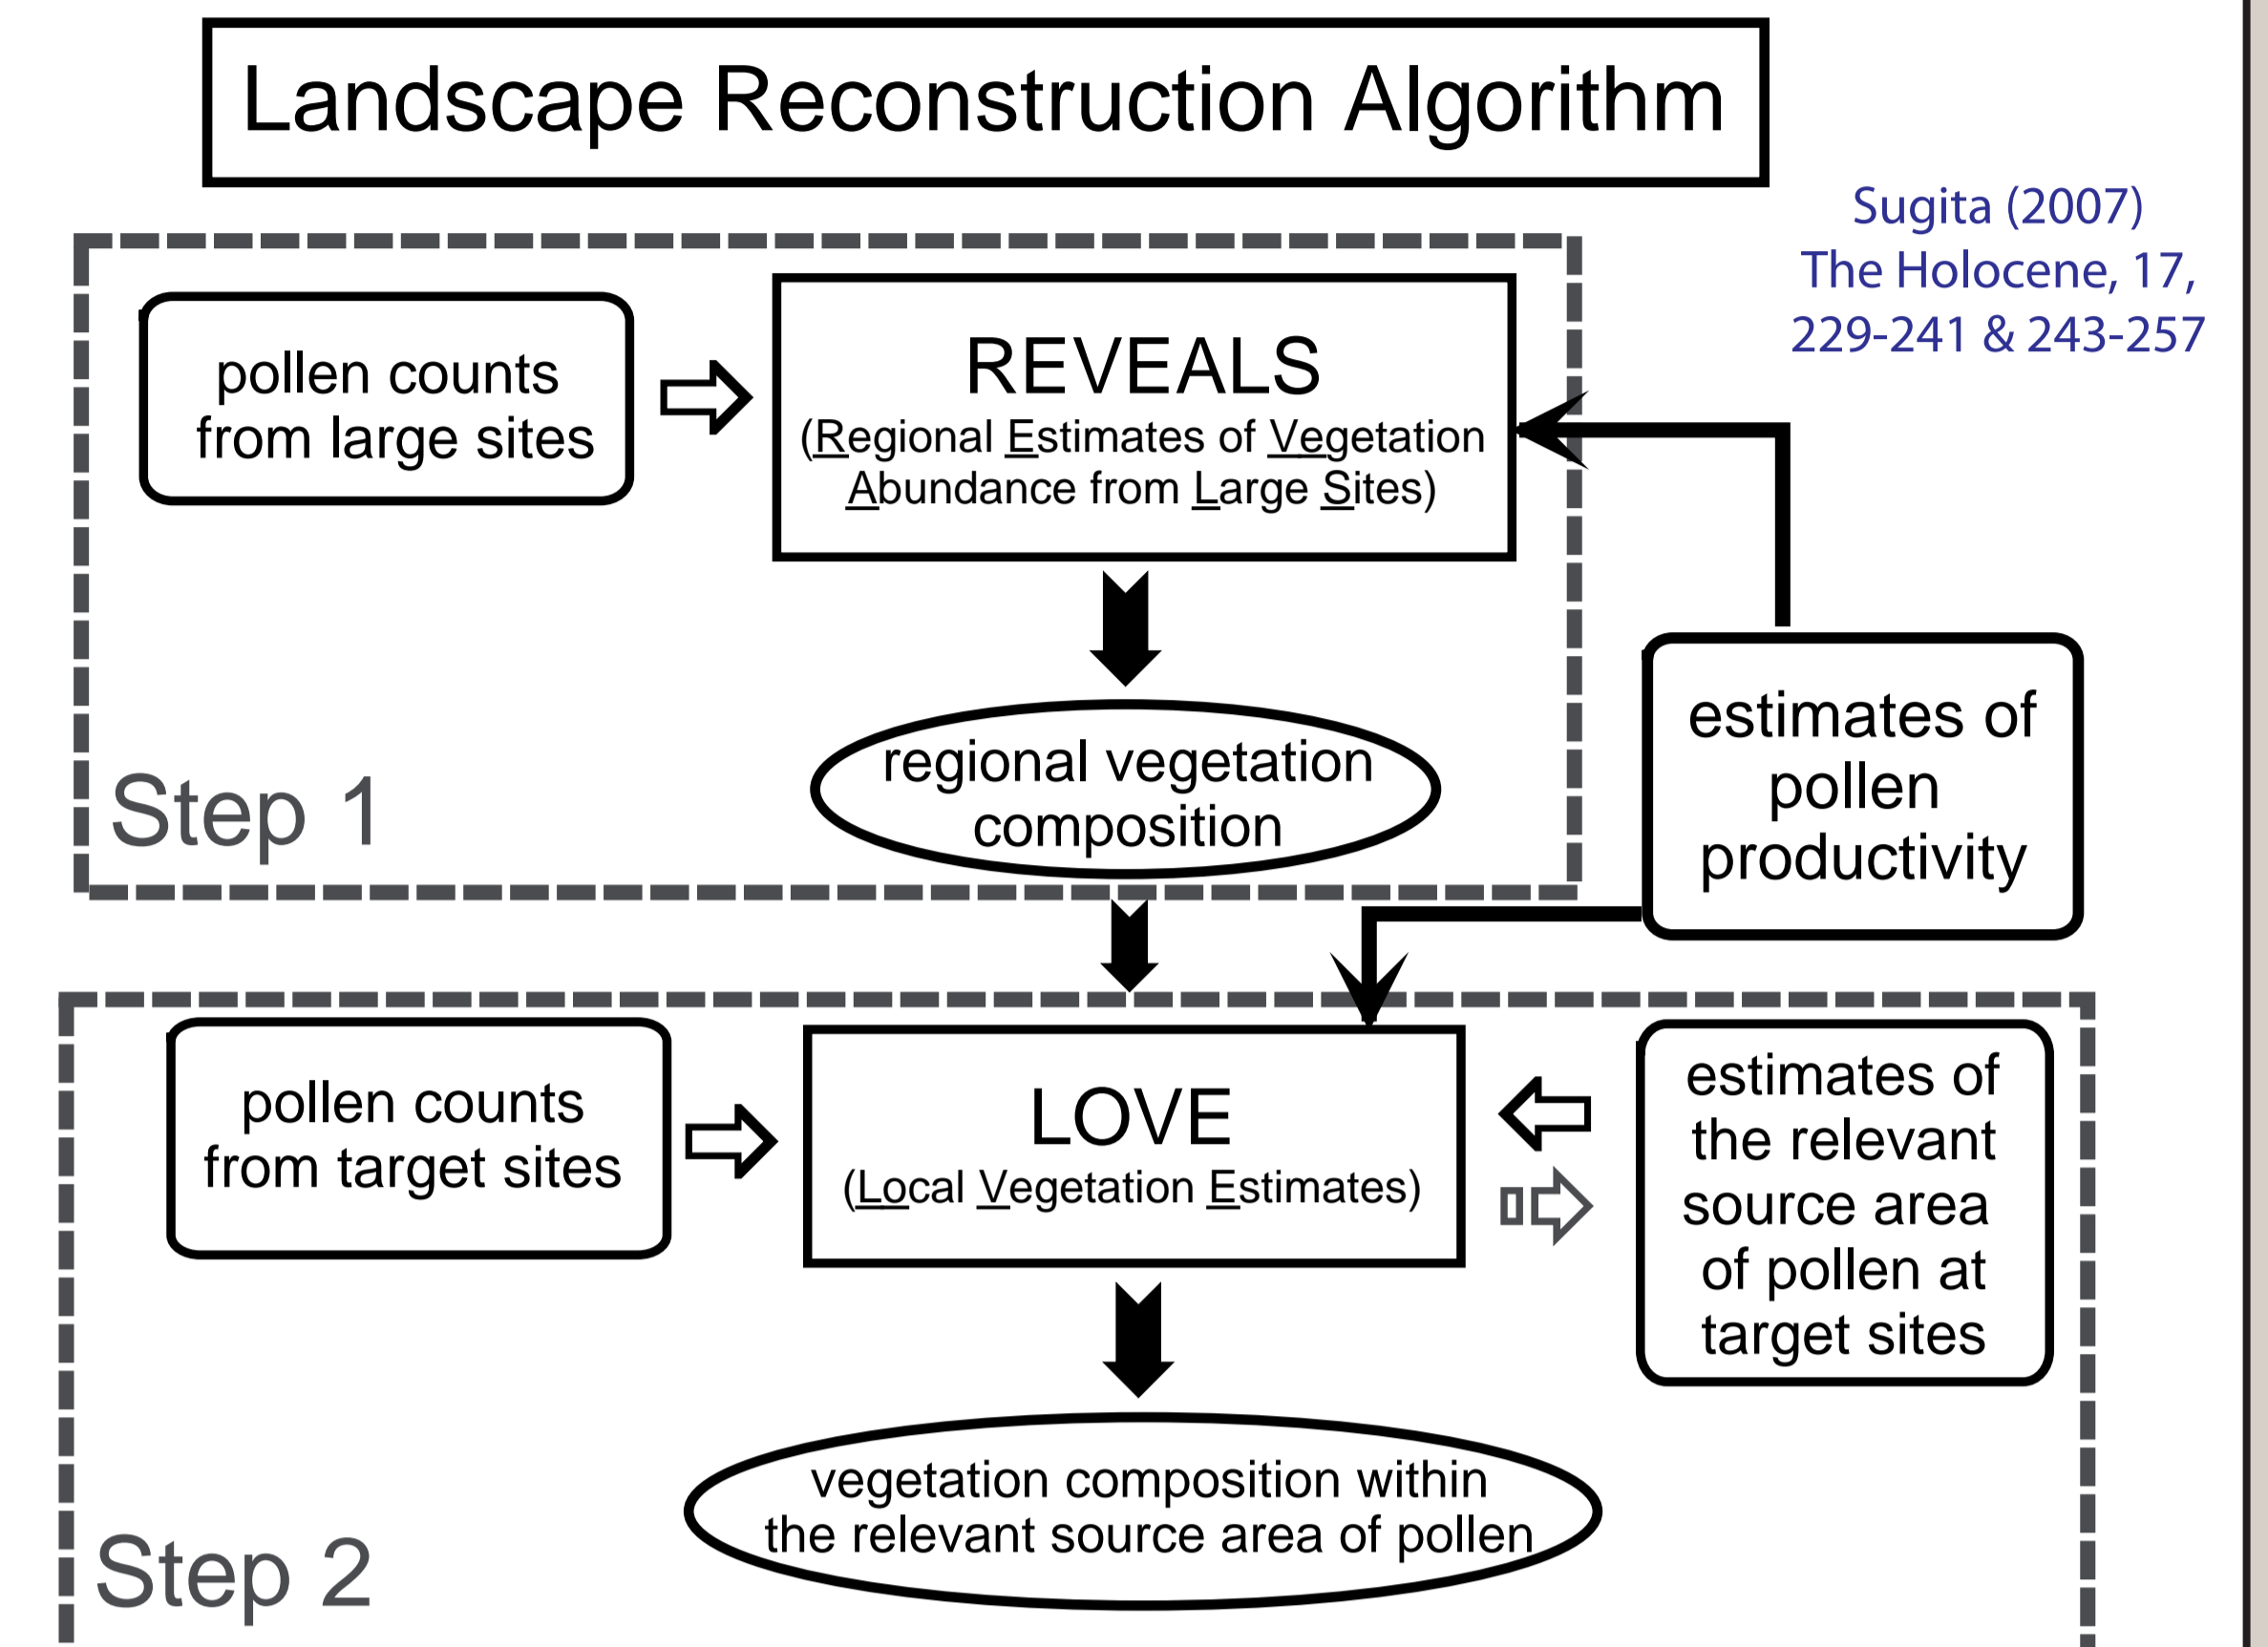 Landscape Reconstruction Algorithm
Sugita (2007)
The Holocene, 17,
229-241 & 243-257
pollen counts
from large sites
REVEALS
(Regional Estimates of Vegetation
Abundance from Large Sites)
regional vegetation
composition
Step 1
estimates of
pollen
productivity
pollen counts
from target sites
LOVE
(Local Vegetation Estimates)
estimates of
the relevant
source area
of pollen at
target sites
vegetation composition within
the relevant source area of pollen
Step 2